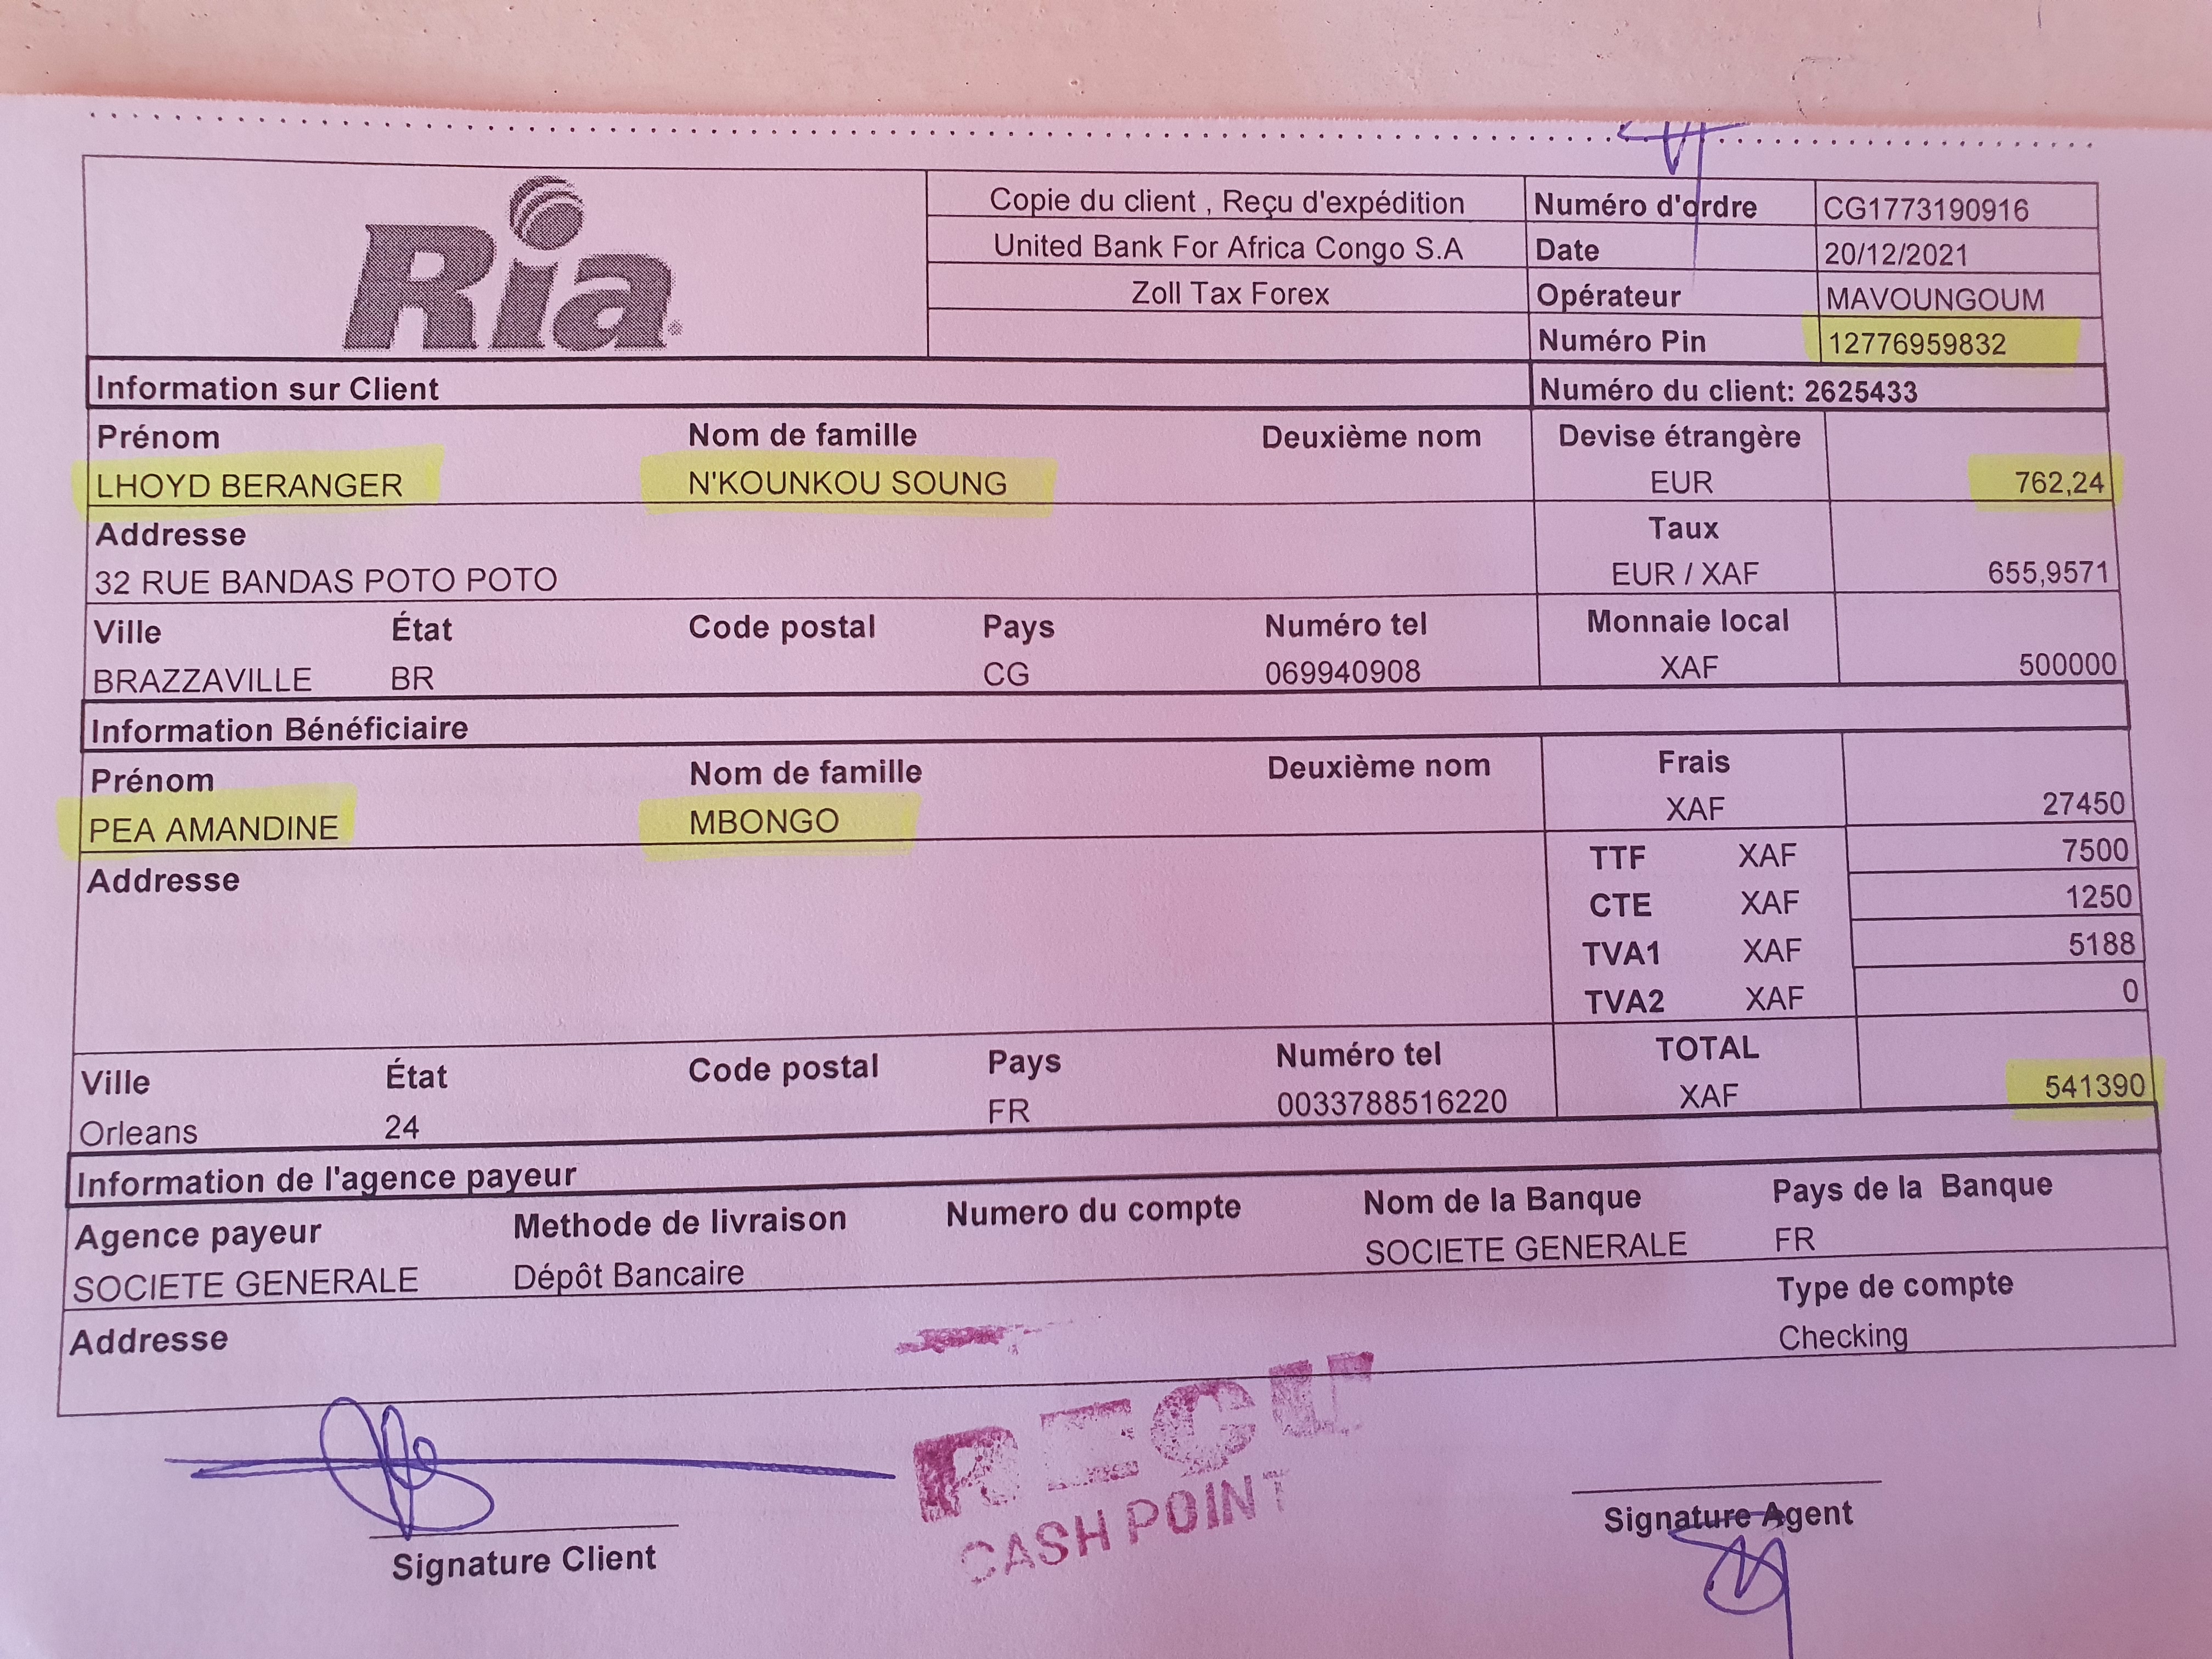 Ria
Copie du client , Reçu d'expédition
United Bank For Africa Congo S.A
Zoll Tax Forex
Numéro d'ordre CG1773190916
Date 20/12/2021
Opérateur MAVOUNGOUM
Numéro Pin 12776959832
Information sur Client Numéro du client: 2625433
Prénom Nom de famille Deuxième nom Devise étrangère
LHOYD BERANGER N'KOUNKOU SOUNG EUR 762,24
Addresse Taux
32 RUE BANDAS POTO POTO EUR / XAF 655,9571
Ville État Code postal Pays Numéro tel Monnaie local
BRAZZAVILLE BR CG 069940908 XAF 500000
Information Bénéficiaire
Prénom Nom de famille Deuxième nom Frais
PEA AMANDINE MBONGO XAF 27450
Addresse TTF XAF 7500
CTE XAF 1250
TVA1 XAF 5188
TVA2 XAF 0
Ville État Code postal Pays Numéro tel TOTAL
Orleans 24 FR 0033788516220 XAF 541390
Information de l'agence payeur
Agence payeur Methode de livraison Numero du compte Nom de la Banque Pays de la Banque
SOCIETE GENERALE Dépôt Bancaire SOCIETE GENERALE FR
Addresse Type de compte
Checking
RECU
CASH POINT
Signature Client
Signature Agent